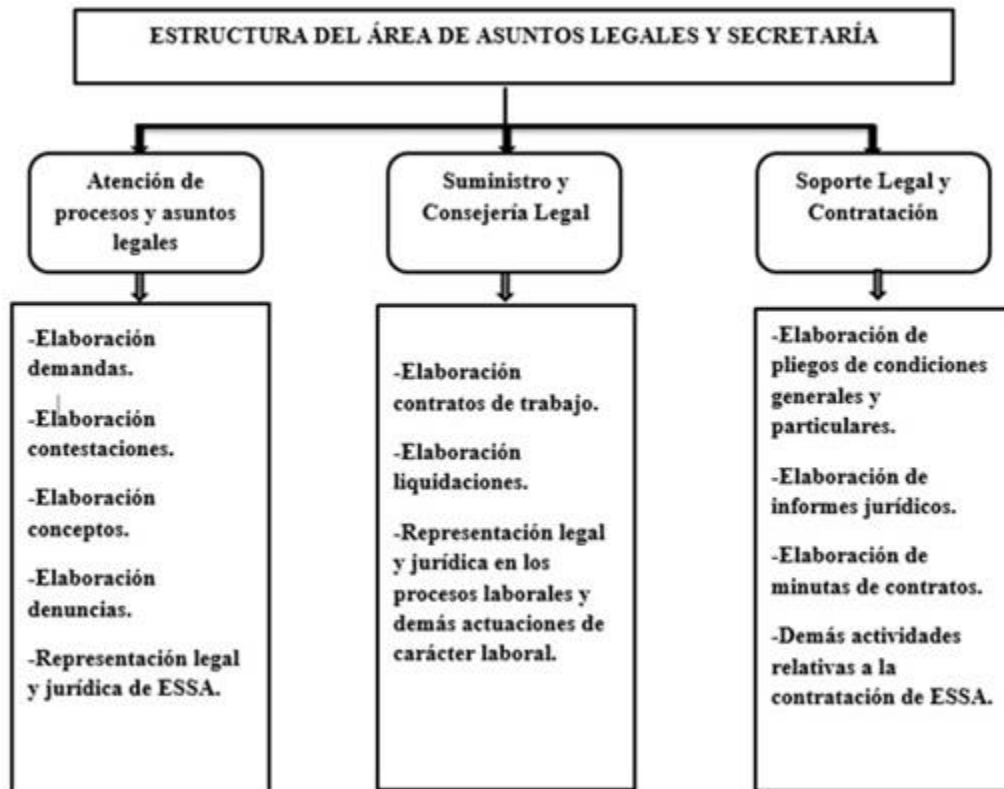 ESTRUCTURA DEL ÁREA DE ASUNTOS LEGALES Y SECRETARÍA
Atención de
procesos y asuntos
legales
Suministro y
Consejería Legal
Soporte Legal y
Contratación
-Elaboración
demandas.
-Elaboración
contestaciones.
-Elaboración
conceptos.
-Elaboración
denuncias.
-Representación legal
y jurídica de ESSA.
-Elaboración
contratos de trabajo.
-Elaboración
liquidaciones.
-Representación legal
y jurídica en los
procesos laborales y
demás actuaciones de
carácter laboral.
-Elaboración de
pliegos de condiciones
generales y
particulares.
-Elaboración de
informes jurídicos.
-Elaboración de
minutas de contratos.
-Demás actividades
relativas a la
contratación de ESSA.